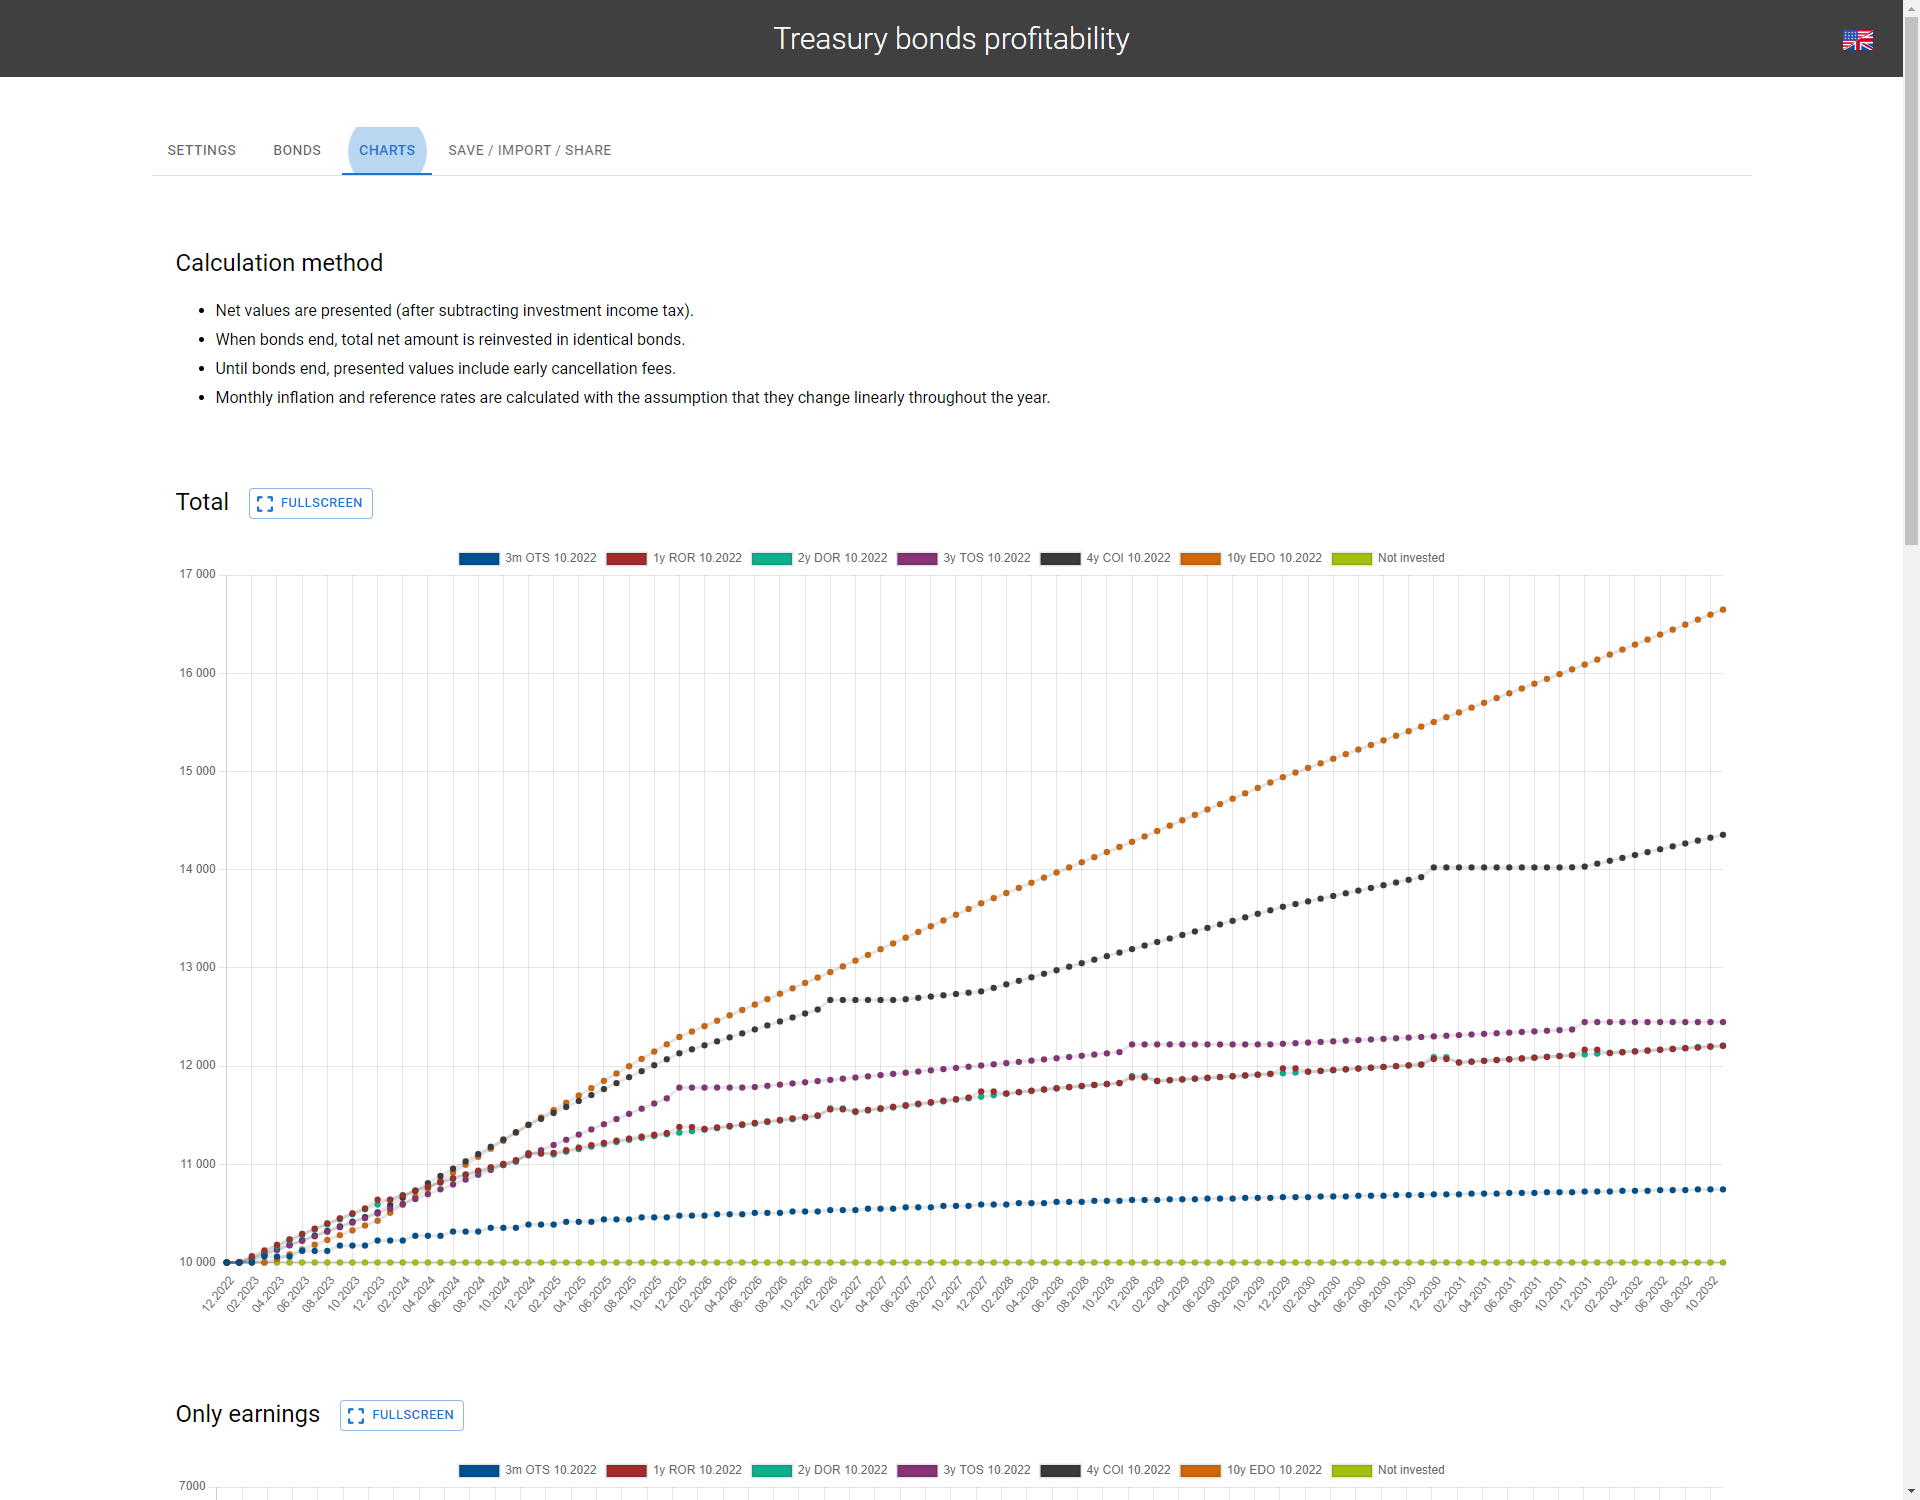 Treasury bonds profitability
SETTINGS BONDS CHARTS SAVE / IMPORT / SHARE
Calculation method
Net values are presented (after subtracting investment income tax).
When bonds end, total net amount is reinvested in identical bonds.
Until bonds end, presented values include early cancellation fees.
Monthly inflation and reference rates are calculated with the assumption that they change linearly throughout the year.
Total FULLSCREEN
3m OTS 10.2022 1y ROR 10.2022 2y DOR 10.2022 3y TOS 10.2022 4y COI 10.2022 10y EDO 10.2022 Not invested
17 000
16 000
15 000
14 000
13 000
12 000
11 000
10 000
12.2022 02.2023 04.2023 06.2023 08.2023 10.2023 12.2023 02.2024 04.2024 06.2024 08.2024 10.2024 12.2024 02.2025 04.2025 06.2025 08.2025 10.2025 12.2025 02.2026 04.2026 06.2026 08.2026 10.2026 12.2026 02.2027 04.2027 06.2027 08.2027 10.2027 12.2027 02.2028 04.2028 06.2028 08.2028 10.2028 12.2028 02.2029 04.2029 06.2029 08.2029 10.2029 12.2029 02.2030 04.2030 06.2030 08.2030 10.2030 12.2030 02.2031 04.2031 06.2031 08.2031 10.2031 12.2031 02.2032 04.2032 06.2032 08.2032 10.2032
Only earnings FULLSCREEN
3m OTS 10.2022 1y ROR 10.2022 2y DOR 10.2022 3y TOS 10.2022 4y COI 10.2022 10y EDO 10.2022 Not invested
7000